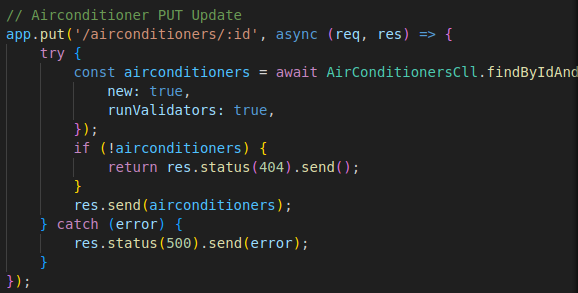 // Airconditioner PUT Update
app.put('/airconditioners/:id', async (req, res) => {
    try {
        const airconditioners = await AirConditionersCll.findByIdAnd
            new: true,
            runValidators: true,
        });
        if (!airconditioners) {
            return res.status(404).send();
        }
        res.send(airconditioners);
    } catch (error) {
        res.status(500).send(error);
    }
});